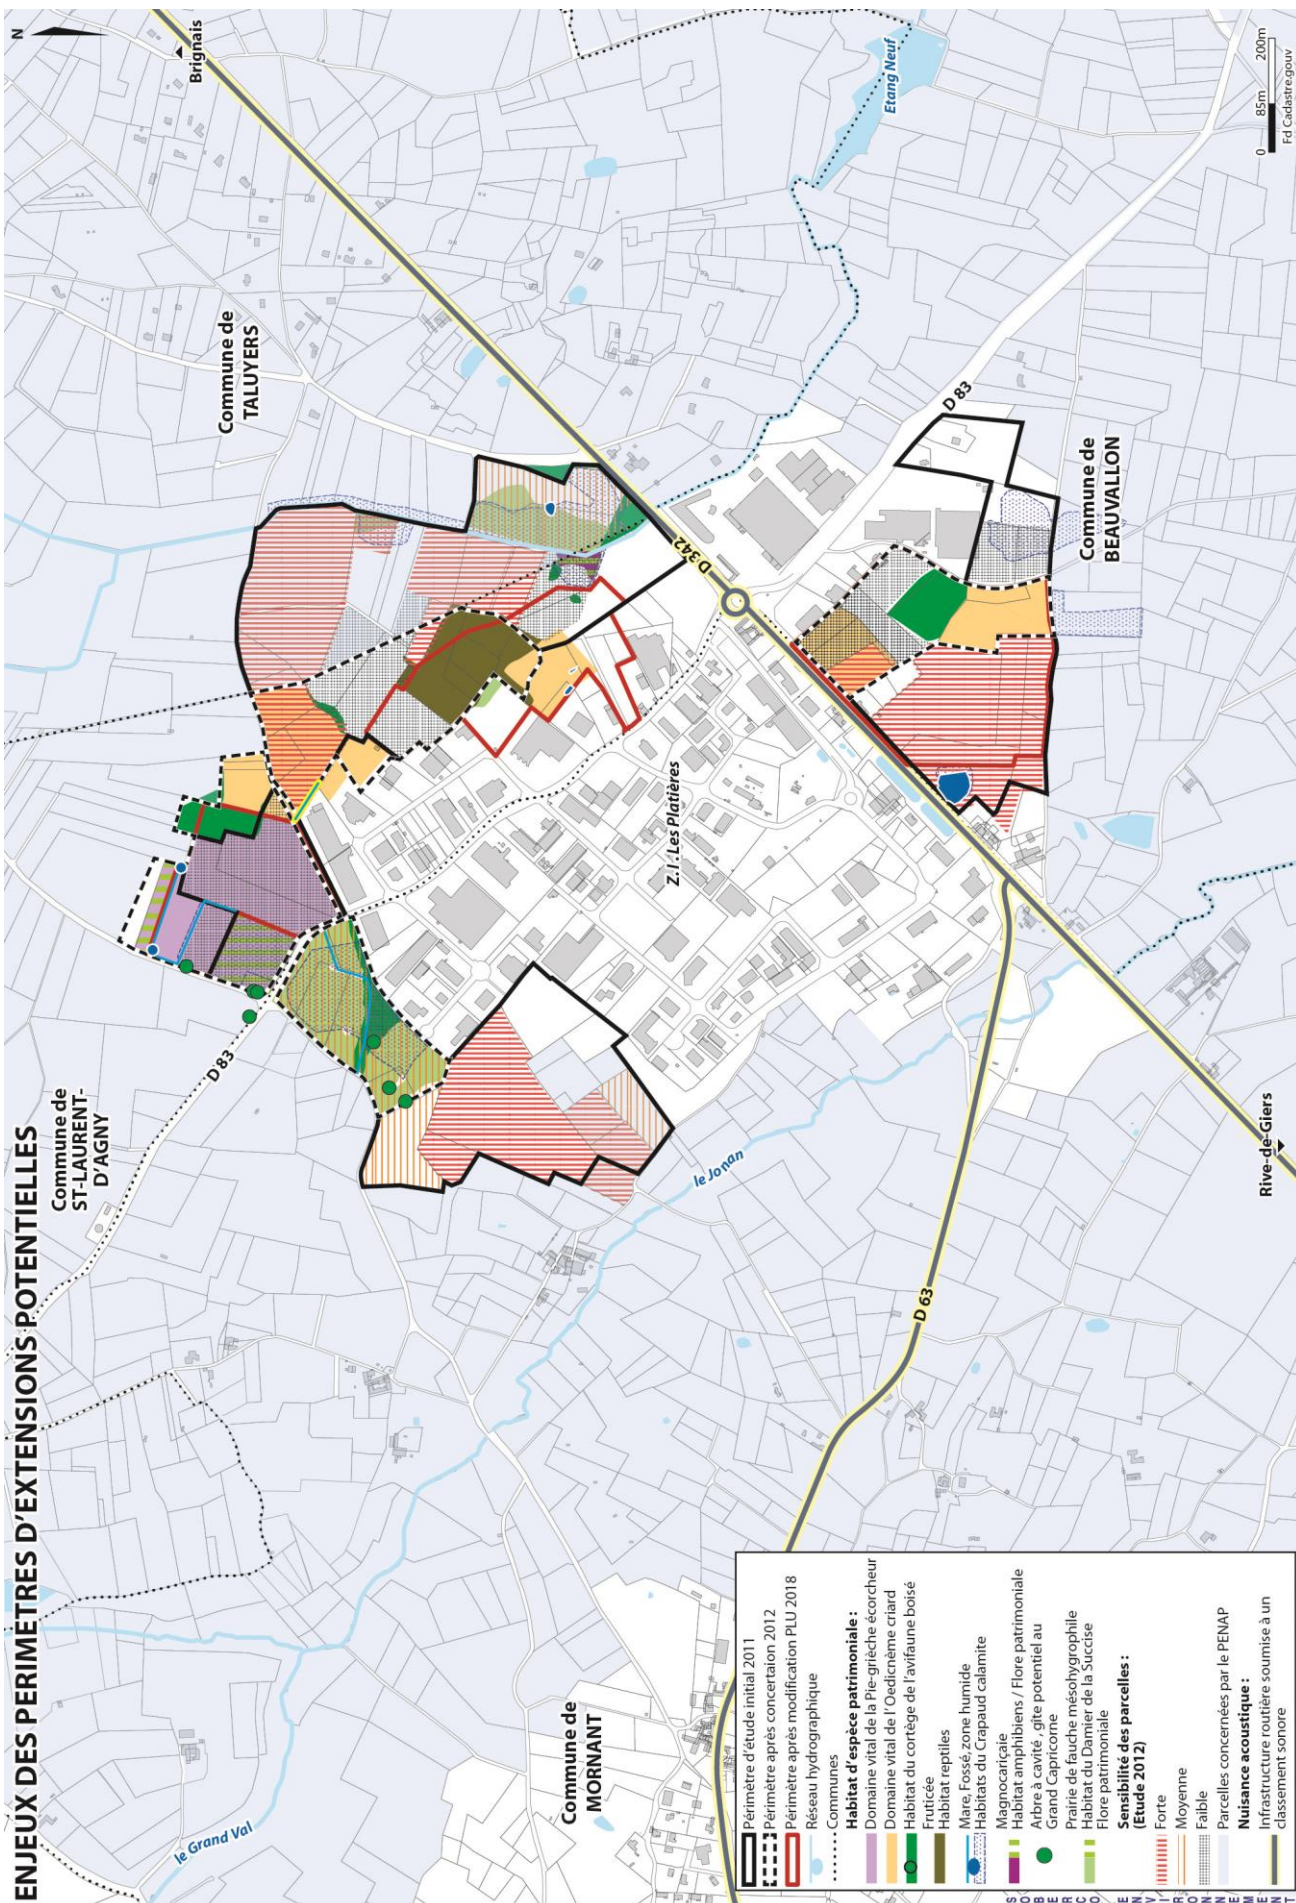 ENJEUX DES PERIMETRES D'EXTENSIONS POTENTIELLES
N
Brignais
Commune de
TALUYERS
Etang Neuf
0 85m 200m
Fd Cadastre.gouv
Commune de
ST-LAURENT-
D'AGNY
D 83
D 342
D 83
Z.I. Les Platières
Commune de
BEAUVALLON
le Jonan
D 63
Rive-de-Giers
le Grand Val
Commune de
MORNANT
Périmètre d'étude initial 2011
Périmètre après concertaion 2012
Périmètre après modification PLU 2018
Réseau hydrographique
Communes
Habitat d'espèce patrimoniale :
Domaine vital de la Pie-grièche écorcheur
Domaine vital de l'Oedicnème criard
Habitat du cortège de l'avifaune boisé
Fruticée
Habitat reptiles
Mare, Fossé,zone humide
Habitats du Crapaud calamite
Magnocariçaie
Habitat amphibiens / Flore patrimoniale
Arbre à cavité , gîte potentiel au
Grand Capricorne
Prairie de fauche mésohygrophile
Habitat du Damier de la Succise
Flore patrimoniale
Sensibilité des parcelles :
(Etude 2012)
Forte
Moyenne
Faible
Parcelles concernées par le PENAP
Nuisance acoustique :
Infrastructure routière soumise à un
classement sonore